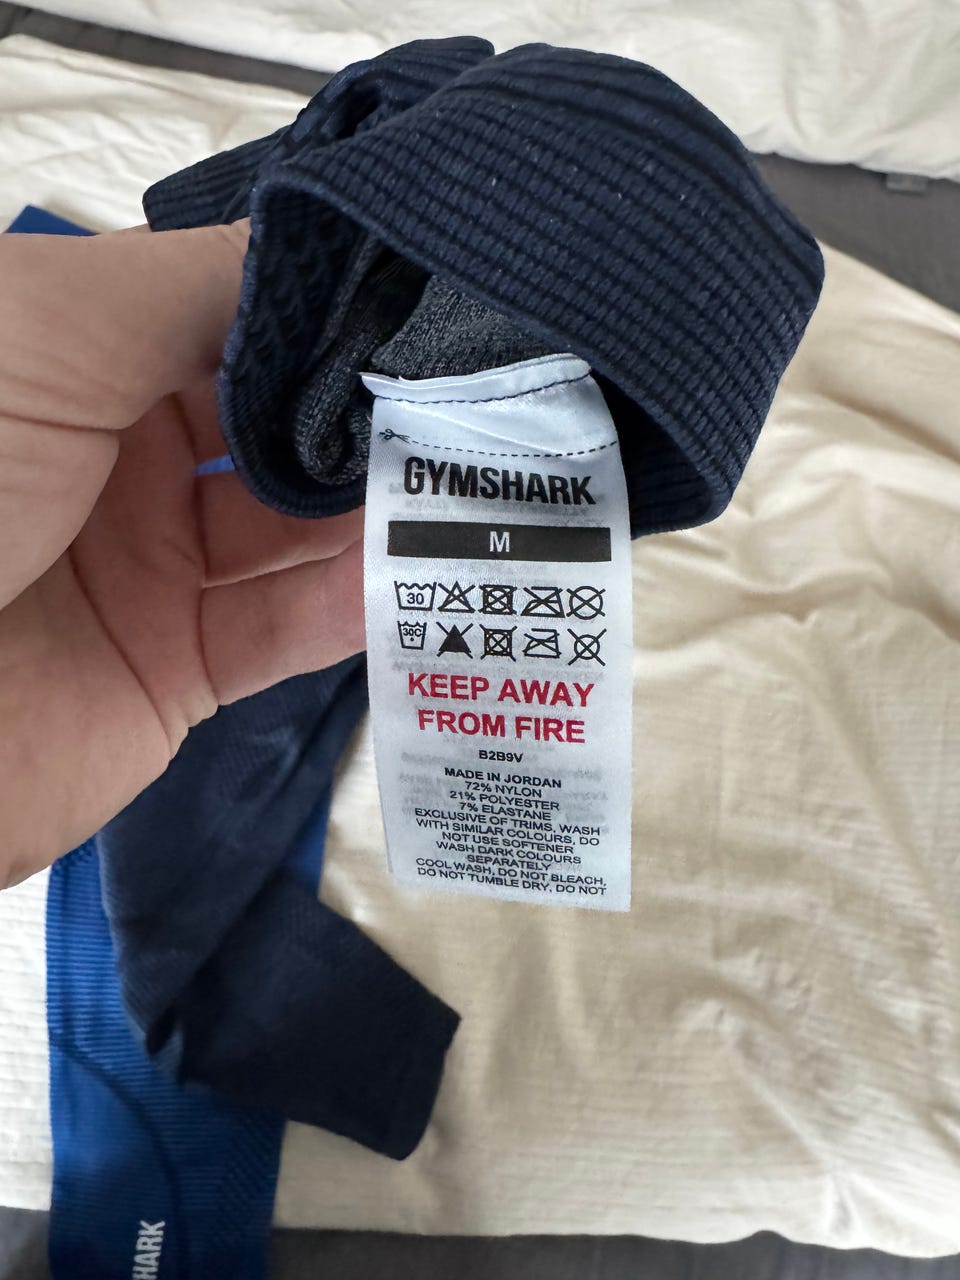 GYMSHARK
M
30
30C
KEEP AWAY
FROM FIRE
B2B9V
MADE IN JORDAN
72% NYLON
21% POLYESTER
7% ELASTANE
EXCLUSIVE OF TRIMS, WASH
WITH SIMILAR COLOURS, DO
NOT USE SOFTENER
WASH DARK COLOURS
SEPARATELY
COOL WASH, DO NOT BLEACH,
DO NOT TUMBLE DRY, DO NOT
HARK